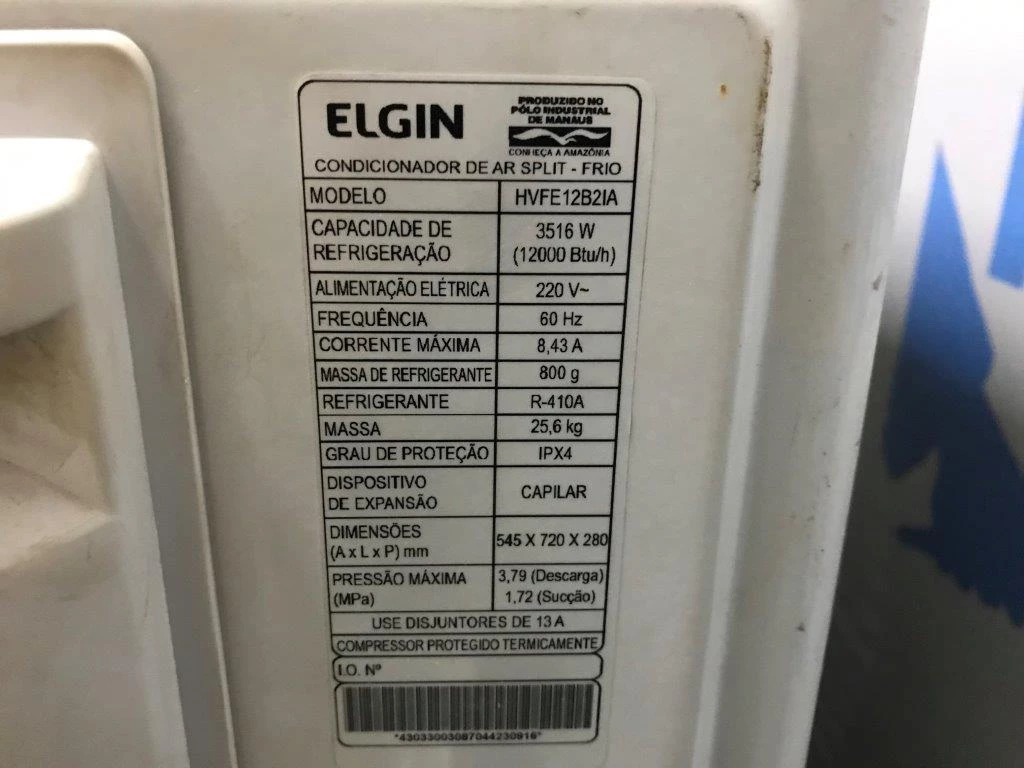 ELGIN
PRODUZIDO NO
PÓLO INDUSTRIAL
DE MANAUS
CONHEÇA A AMAZÔNIA
CONDICIONADOR DE AR SPLIT - FRIO
MODELO HVFE12B2IA
CAPACIDADE DE REFRIGERAÇÃO 3516 W (12000 Btu/h)
ALIMENTAÇÃO ELÉTRICA 220 V~
FREQUÊNCIA 60 Hz
CORRENTE MÁXIMA 8,43 A
MASSA DE REFRIGERANTE 800 g
REFRIGERANTE R-410A
MASSA 25,6 kg
GRAU DE PROTEÇÃO IPX4
DISPOSITIVO DE EXPANSÃO CAPILAR
DIMENSÕES (A x L x P) mm 545 X 720 X 280
PRESSÃO MÁXIMA (MPa) 3,79 (Descarga) 1,72 (Sucção)
USE DISJUNTORES DE 13 A
COMPRESSOR PROTEGIDO TERMICAMENTE
I.O. Nº
*43033003087044230916*